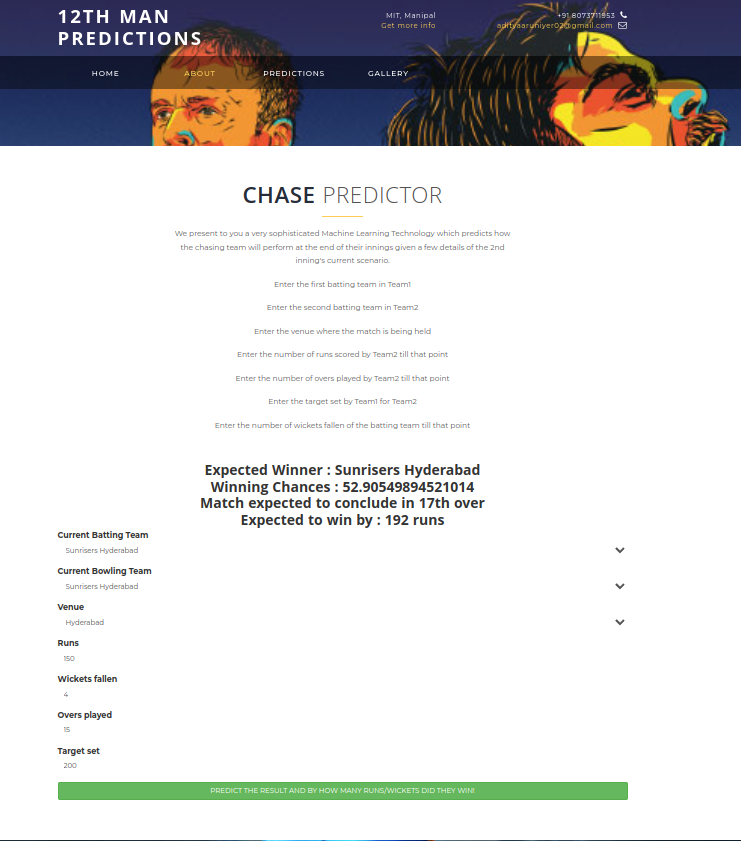 12TH MAN
PREDICTIONS
MIT, Manipal
Get more info
+91 8073711953
adityaaruniyer02@gmail.com
HOME ABOUT PREDICTIONS GALLERY
CHASE PREDICTOR
We present to you a very sophisticated Machine Learning Technology which predicts how
the chasing team will perform at the end of their innings given a few details of the 2nd
inning's current scenario.
Enter the first batting team in Team1
Enter the second batting team in Team2
Enter the venue where the match is being held
Enter the number of runs scored by Team2 till that point
Enter the number of overs played by Team2 till that point
Enter the target set by Team1 for Team2
Enter the number of wickets fallen of the batting team till that point
Expected Winner : Sunrisers Hyderabad
Winning Chances : 52.90549894521014
Match expected to conclude in 17th over
Expected to win by : 192 runs
Current Batting Team
Sunrisers Hyderabad
Current Bowling Team
Sunrisers Hyderabad
Venue
Hyderabad
Runs
150
Wickets fallen
4
Overs played
15
Target set
200
PREDICT THE RESULT AND BY HOW MANY RUNS/WICKETS DID THEY WIN!